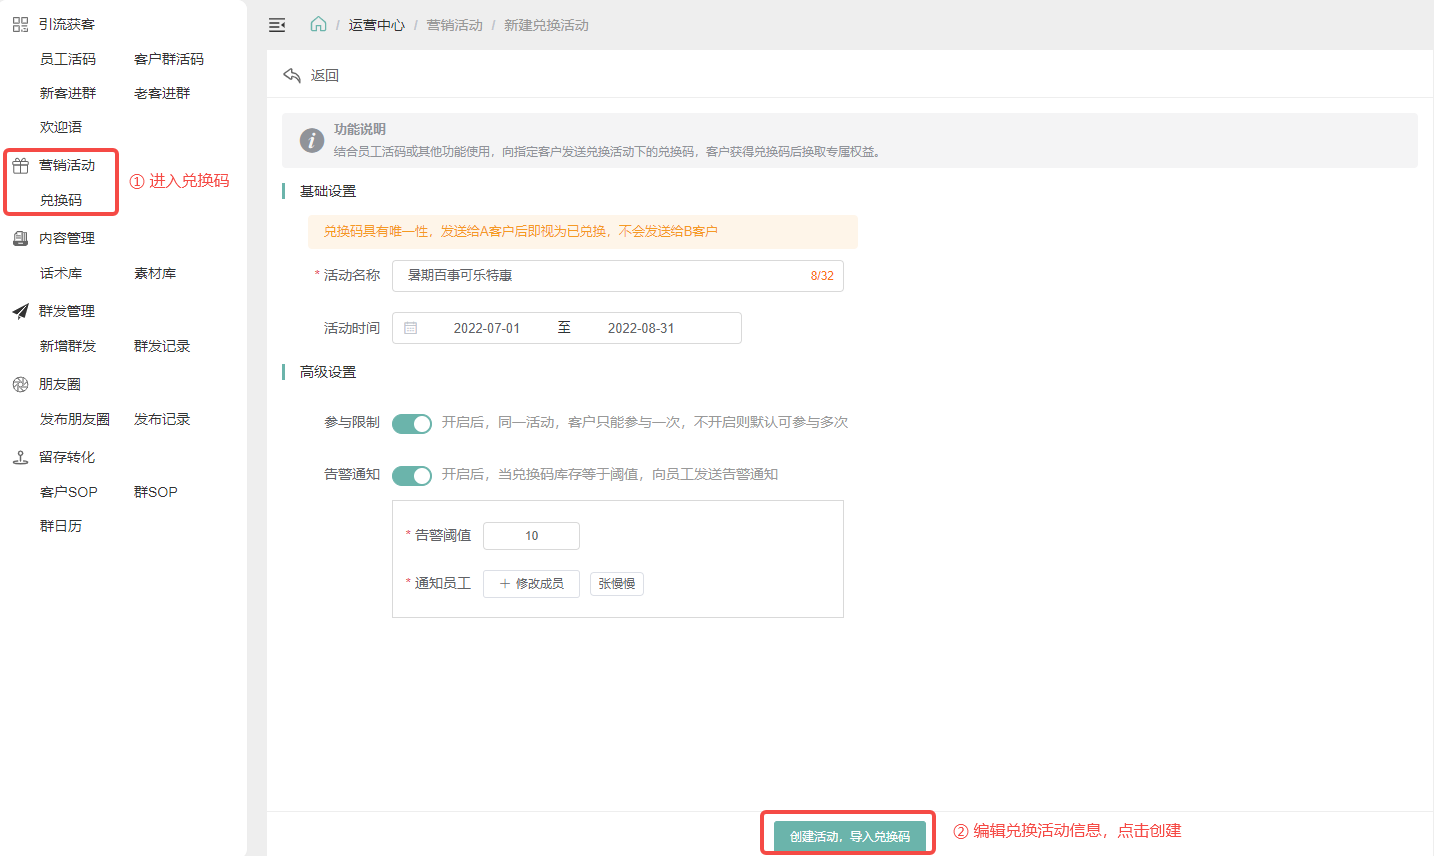 引流获客
员工活码 客户群活码
新客进群 老客进群
欢迎语
营销活动
兑换码
① 进入兑换码
内容管理
话术库 素材库
群发管理
新增群发 群发记录
朋友圈
发布朋友圈 发布记录
留存转化
客户SOP 群SOP
群日历
/ 运营中心 / 营销活动 / 新建兑换活动
返回
功能说明
结合员工活码或其他功能使用，向指定客户发送兑换活动下的兑换码，客户获得兑换码后换取专属权益。
基础设置
兑换码具有唯一性，发送给A客户后即视为已兑换，不会发送给B客户
* 活动名称 暑期百事可乐特惠 8/32
活动时间 2022-07-01 至 2022-08-31
高级设置
参与限制 开启后，同一活动，客户只能参与一次，不开启则默认可参与多次
告警通知 开启后，当兑换码库存等于阈值，向员工发送告警通知
* 告警阈值 10
* 通知员工 + 修改成员 张慢慢
创建活动，导入兑换码
② 编辑兑换活动信息，点击创建